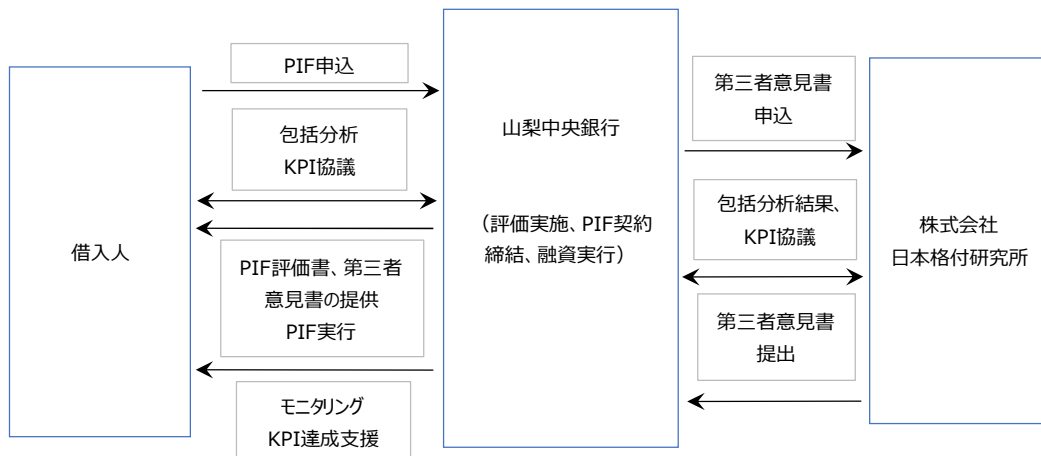 PIF申込
包括分析
KPI協議
借入人
PIF評価書、第三者
意見書の提供
PIF実行
モニタリング
KPI達成支援
山梨中央銀行
（評価実施、PIF契約
締結、融資実行）
第三者意見書
申込
包括分析結果、
KPI協議
第三者意見書
提出
株式会社
日本格付研究所